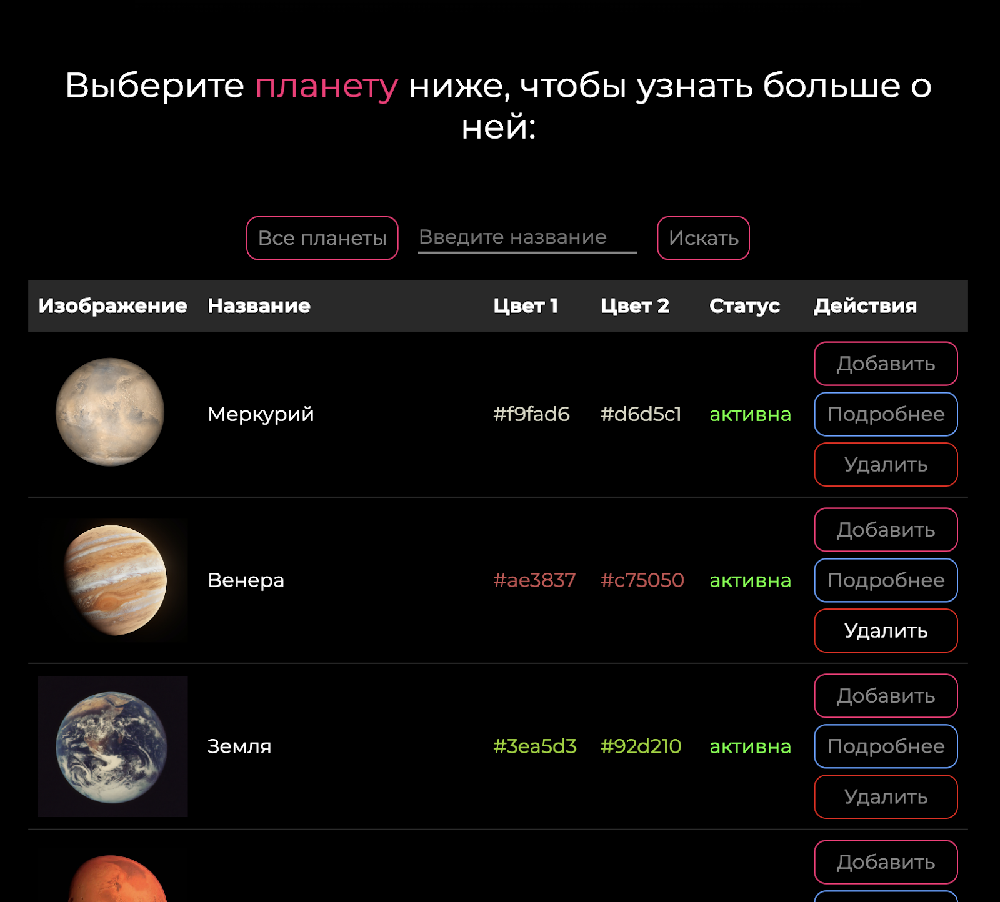 Выберите планету ниже, чтобы узнать больше о
ней:
Все планеты
Введите название
Искать
Изображение Название Цвет 1 Цвет 2 Статус Действия
Меркурий #f9fad6 #d6d5c1 активна
Добавить
Подробнее
Удалить
Венера #ae3837 #c75050 активна
Добавить
Подробнее
Удалить
Земля #3ea5d3 #92d210 активна
Добавить
Подробнее
Удалить
Добавить